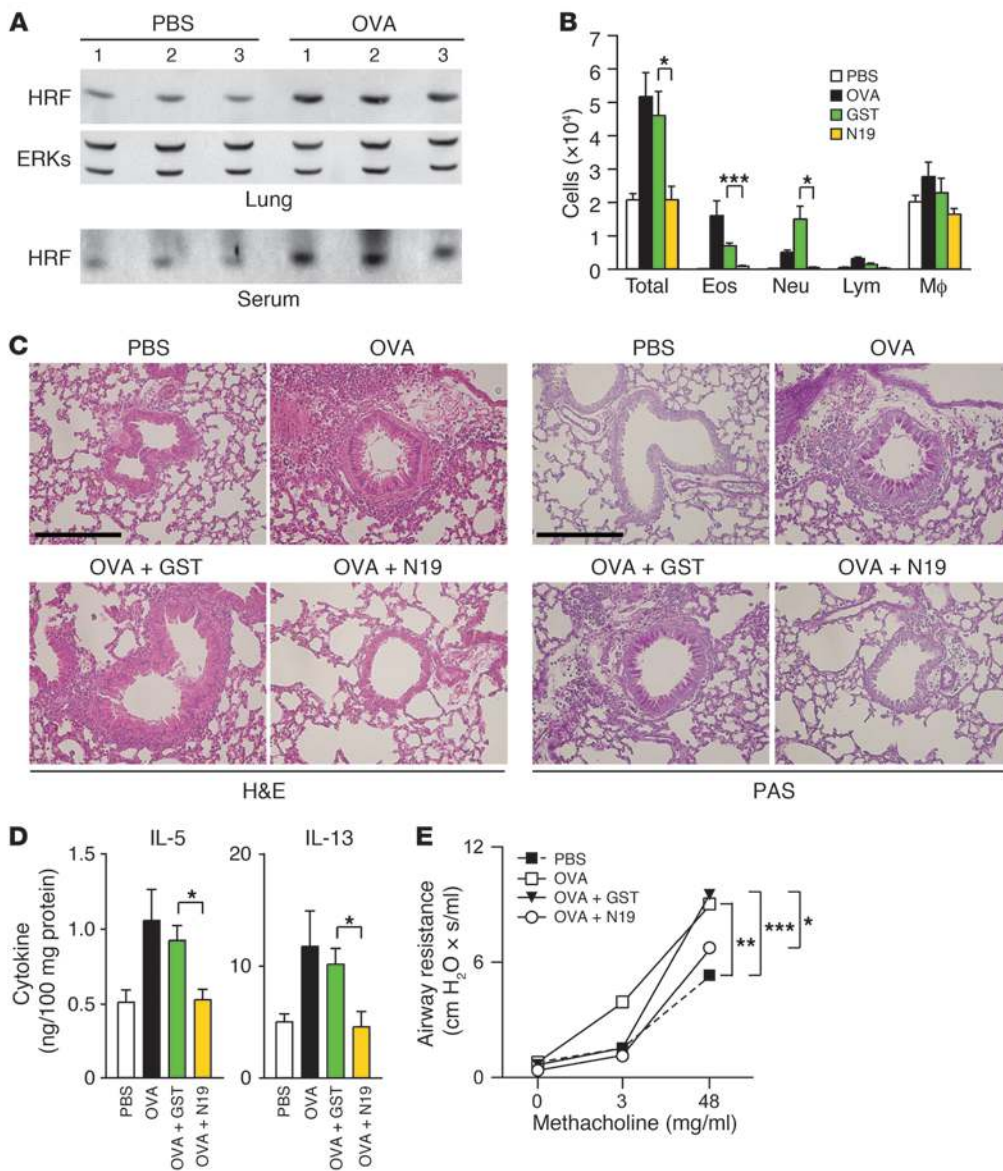 A
PBS OVA
1 2 3 1 2 3
HRF
ERKs
Lung
HRF
Serum
B
Cells (×10⁴)
7
6
5
4
3
2
1
0
PBS
OVA
GST
N19
*
***
*
Total Eos Neu Lym Mϕ
C
PBS OVA PBS OVA
OVA + GST OVA + N19 OVA + GST OVA + N19
H&E PAS
D
IL-5 IL-13
Cytokine
(ng/100 mg protein)
1.5
1.0
0.5
0
*
PBS
OVA
OVA + GST
OVA + N19
20
10
0
*
PBS
OVA
OVA + GST
OVA + N19
E
Airway resistance
(cm H₂O × s/ml)
12
6
0
PBS
OVA
OVA + GST
OVA + N19
** *** *
0 3 48
Methacholine (mg/ml)